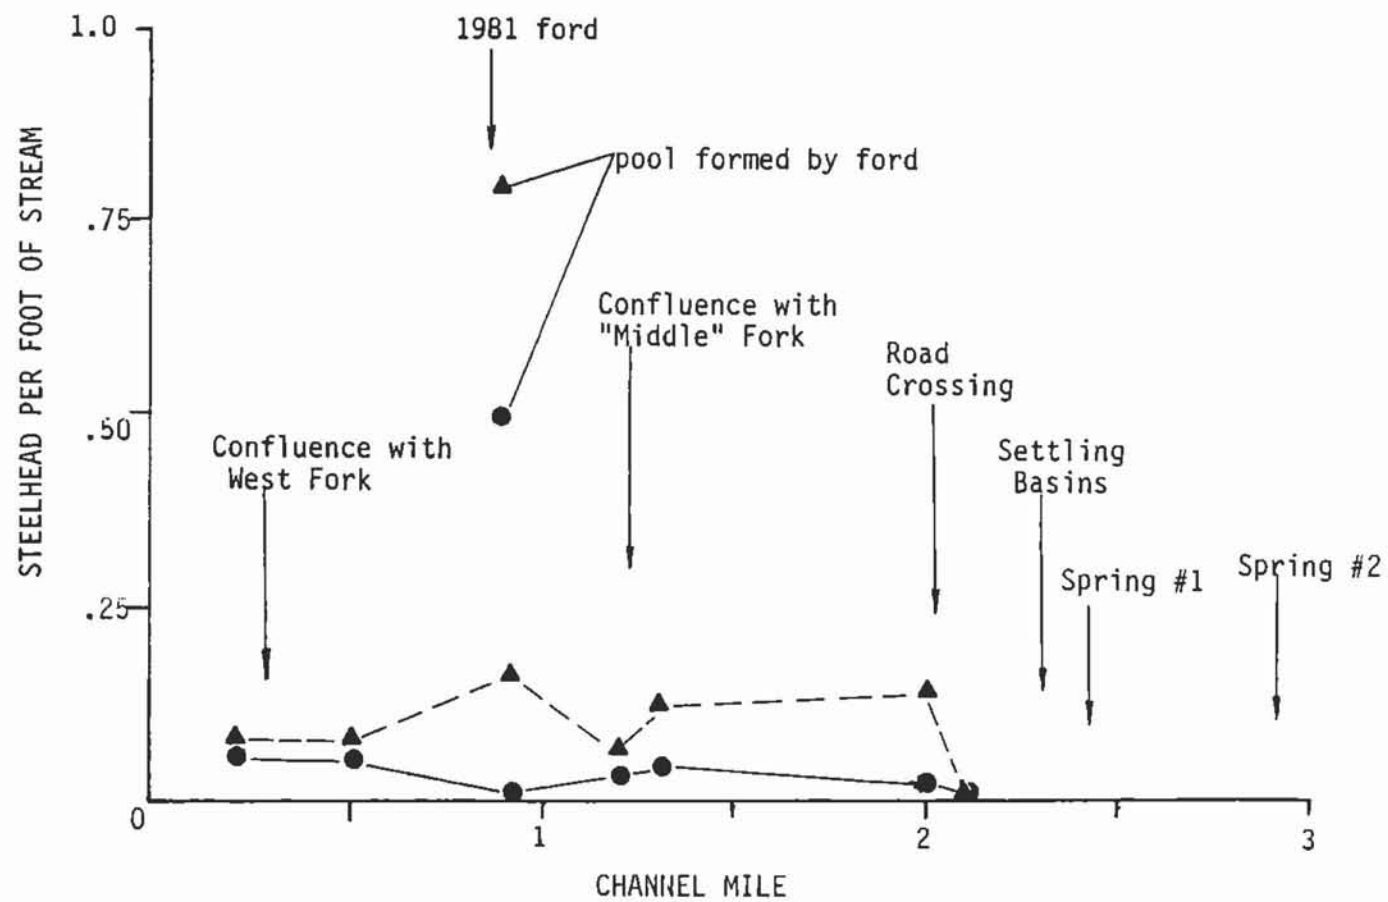 1.0
1981 ford
pool formed by ford
.75
STEELHEAD PER FOOT OF STREAM
Confluence with
"Middle" Fork
Road
Crossing
.50
Confluence with
West Fork
Settling
Basins
Spring #1
Spring #2
.25
0
1
2
3
CHANNEL MILE